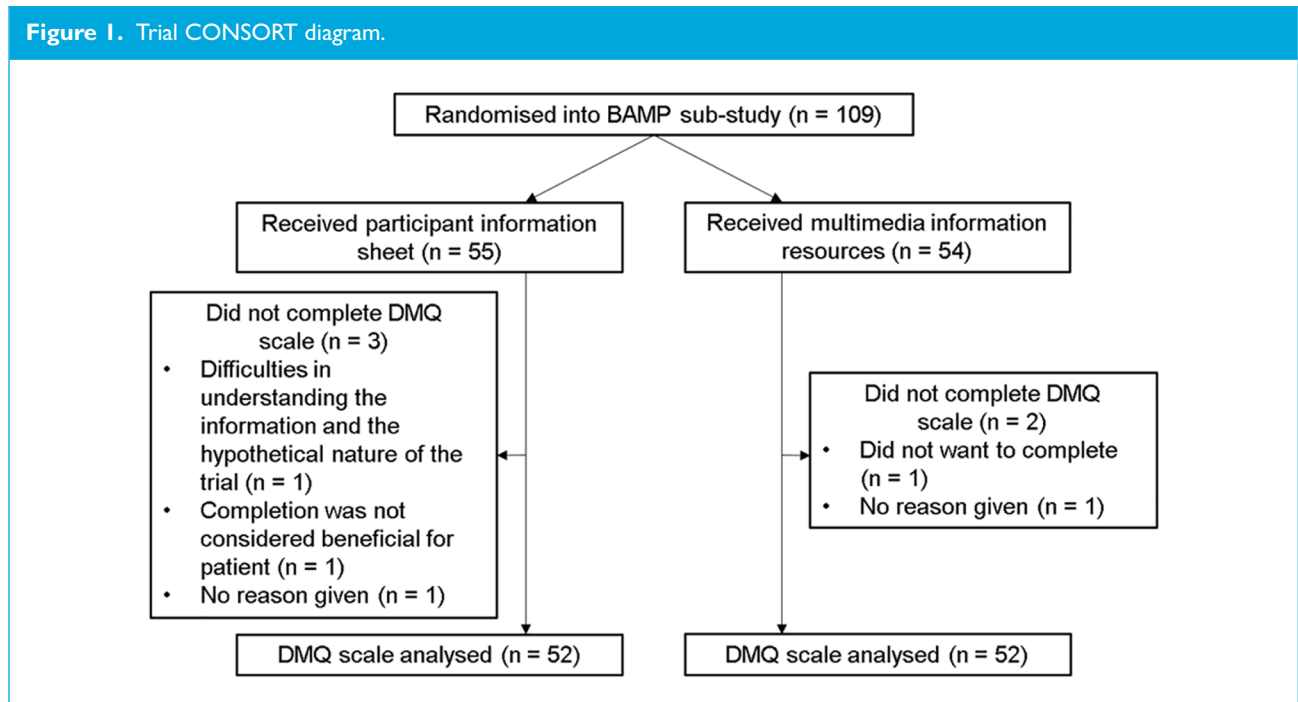 Figure 1. Trial CONSORT diagram.
Randomised into BAMP sub-study (n = 109)
Received participant information
sheet (n = 55)
Received multimedia information
resources (n = 54)
Did not complete DMQ
scale (n = 3)
• Difficulties in
understanding the
information and the
hypothetical nature of the
trial (n = 1)
• Completion was not
considered beneficial for
patient (n = 1)
• No reason given (n = 1)
Did not complete DMQ
scale (n = 2)
• Did not want to complete
(n = 1)
• No reason given (n = 1)
DMQ scale analysed (n = 52)
DMQ scale analysed (n = 52)